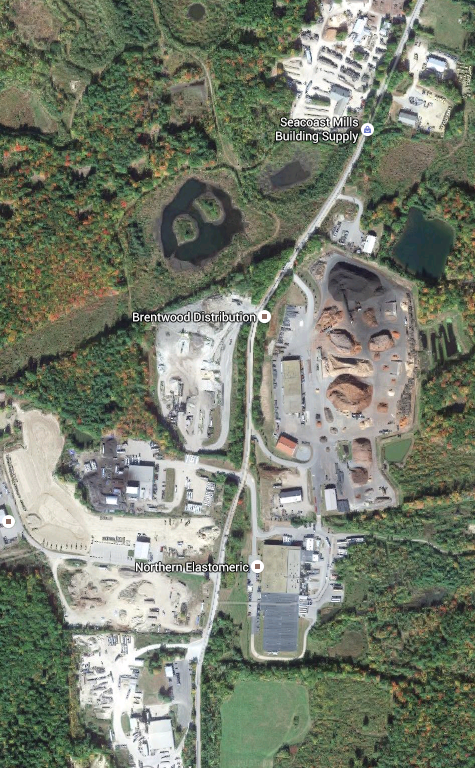 Seacoast Mills
Building Supply
Brentwood Distribution
Northern Elastomeric